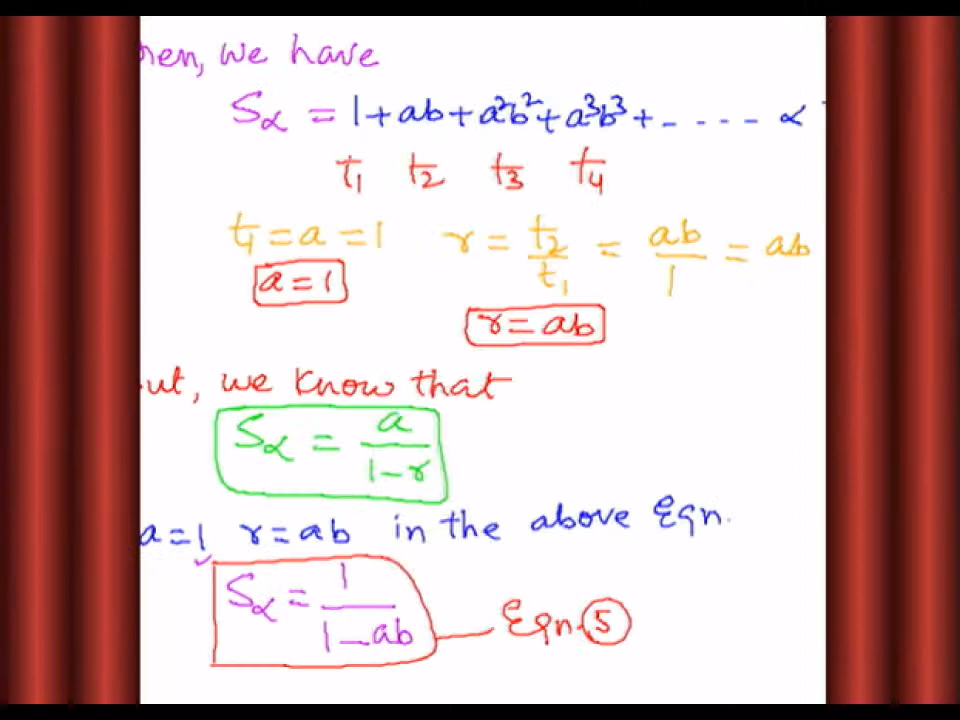 hen, we have
S∝ = 1 + ab + a²b² + a³b³ + - - - - - ∝
t₁ t₂ t₃ t₄
t₁ = a = 1 r = t₂/t₁ = ab/1 = ab
a = 1
r = ab
ut, we know that
S∝ = a/1-r
a = 1 r = ab in the above Eqn.
S∝ = 1/1-ab Eqn. 5